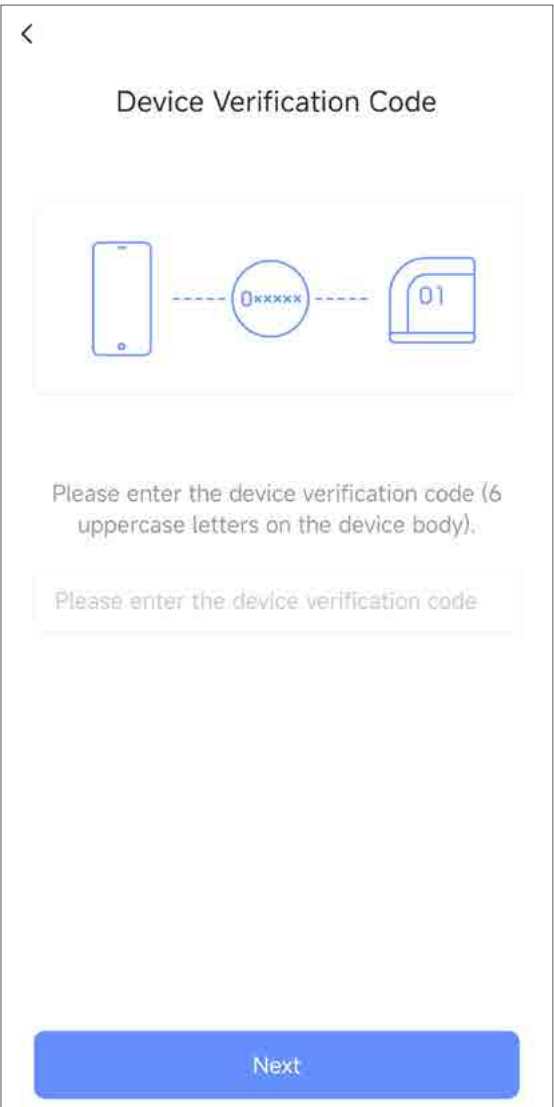 Device Verification Code
0××××× 01
Please enter the device verification code (6
uppercase letters on the device body).
Please enter the device verification code
Next